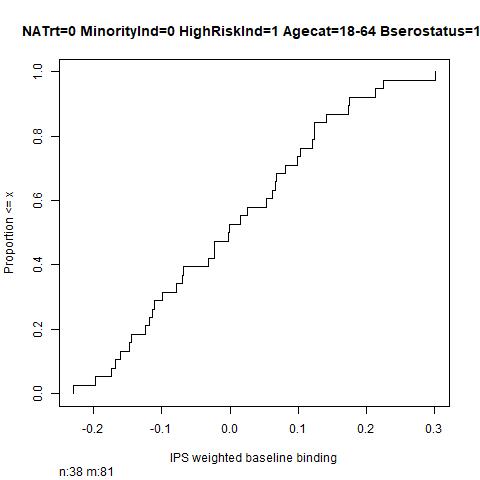 NATrt=0 MinorityInd=0 HighRiskInd=1 Agecat=18-64 Bserostatus=1
Proportion <= x
1.0
0.8
0.6
0.4
0.2
0.0
-0.2 -0.1 0.0 0.1 0.2 0.3
IPS weighted baseline binding
n:38 m:81